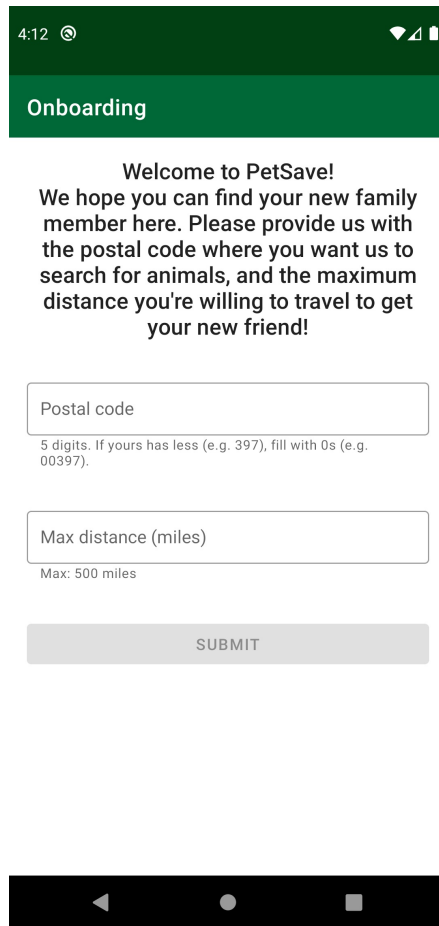 4:12
Onboarding
Welcome to PetSave!
We hope you can find your new family
member here. Please provide us with
the postal code where you want us to
search for animals, and the maximum
distance you're willing to travel to get
your new friend!
Postal code
5 digits. If yours has less (e.g. 397), fill with 0s (e.g.
00397).
Max distance (miles)
Max: 500 miles
SUBMIT